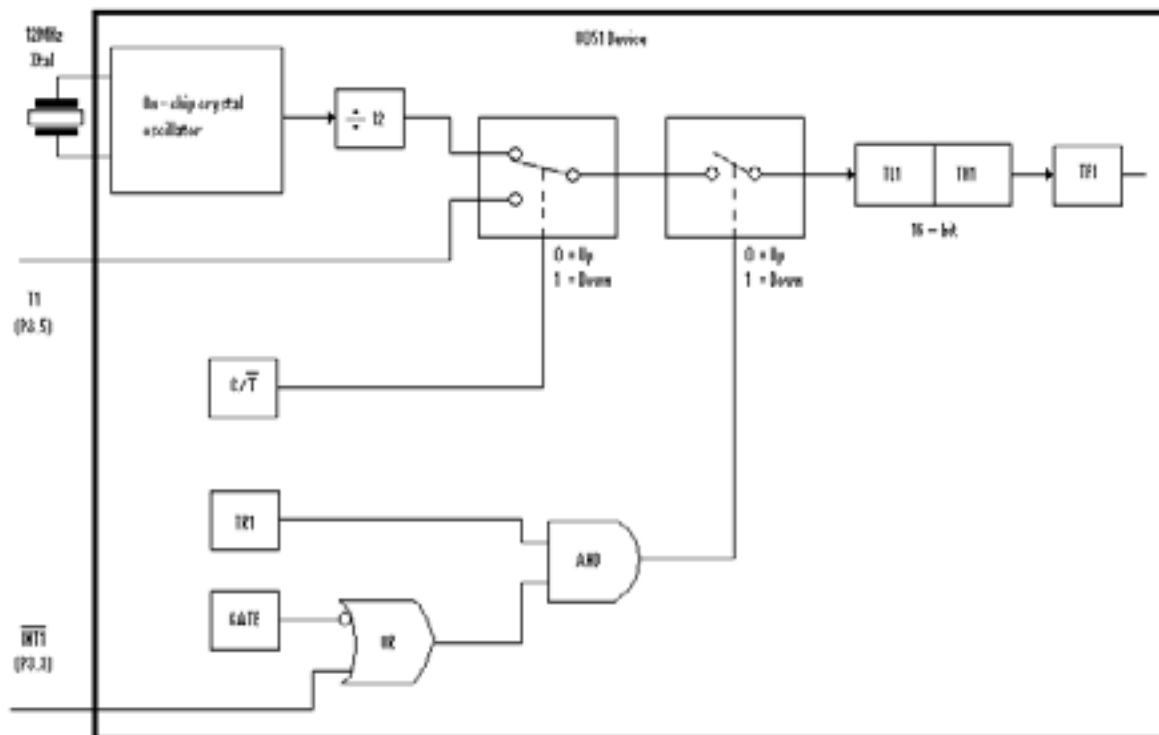 12MHz
Xtal
8051 Device
On-chip crystal
oscillator
÷ 12
TL1
TH1
TF1
16 - bit
0 = Up
1 = Down
0 = Up
1 = Down
T1
(P3.5)
C/T̅
TR1
AND
GATE
OR
I̅N̅T̅1̅
(P3.3)